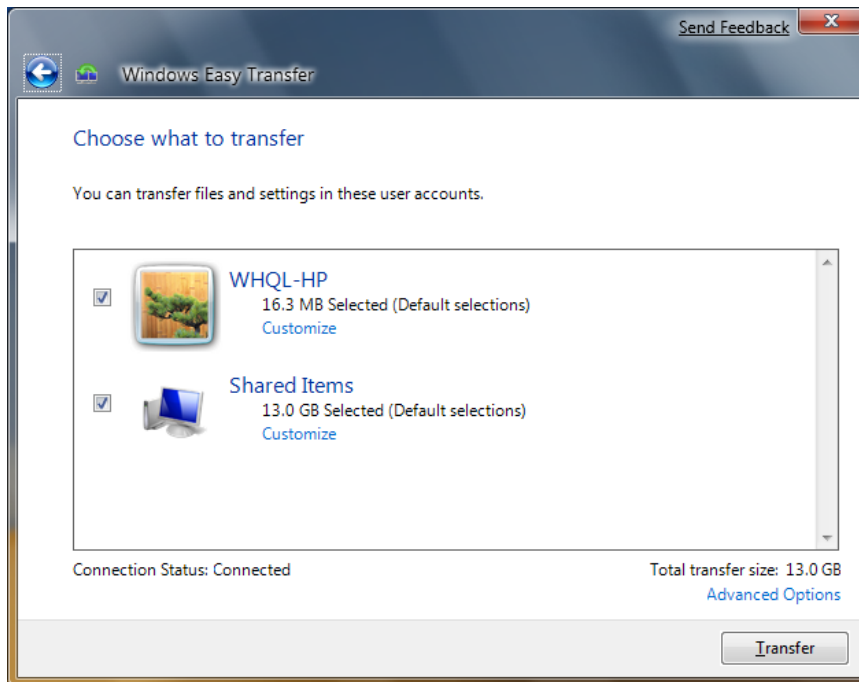 Send Feedback
Windows Easy Transfer
Choose what to transfer
You can transfer files and settings in these user accounts.
WHQL-HP
16.3 MB Selected (Default selections)
Customize
Shared Items
13.0 GB Selected (Default selections)
Customize
Connection Status: Connected
Total transfer size: 13.0 GB
Advanced Options
Transfer